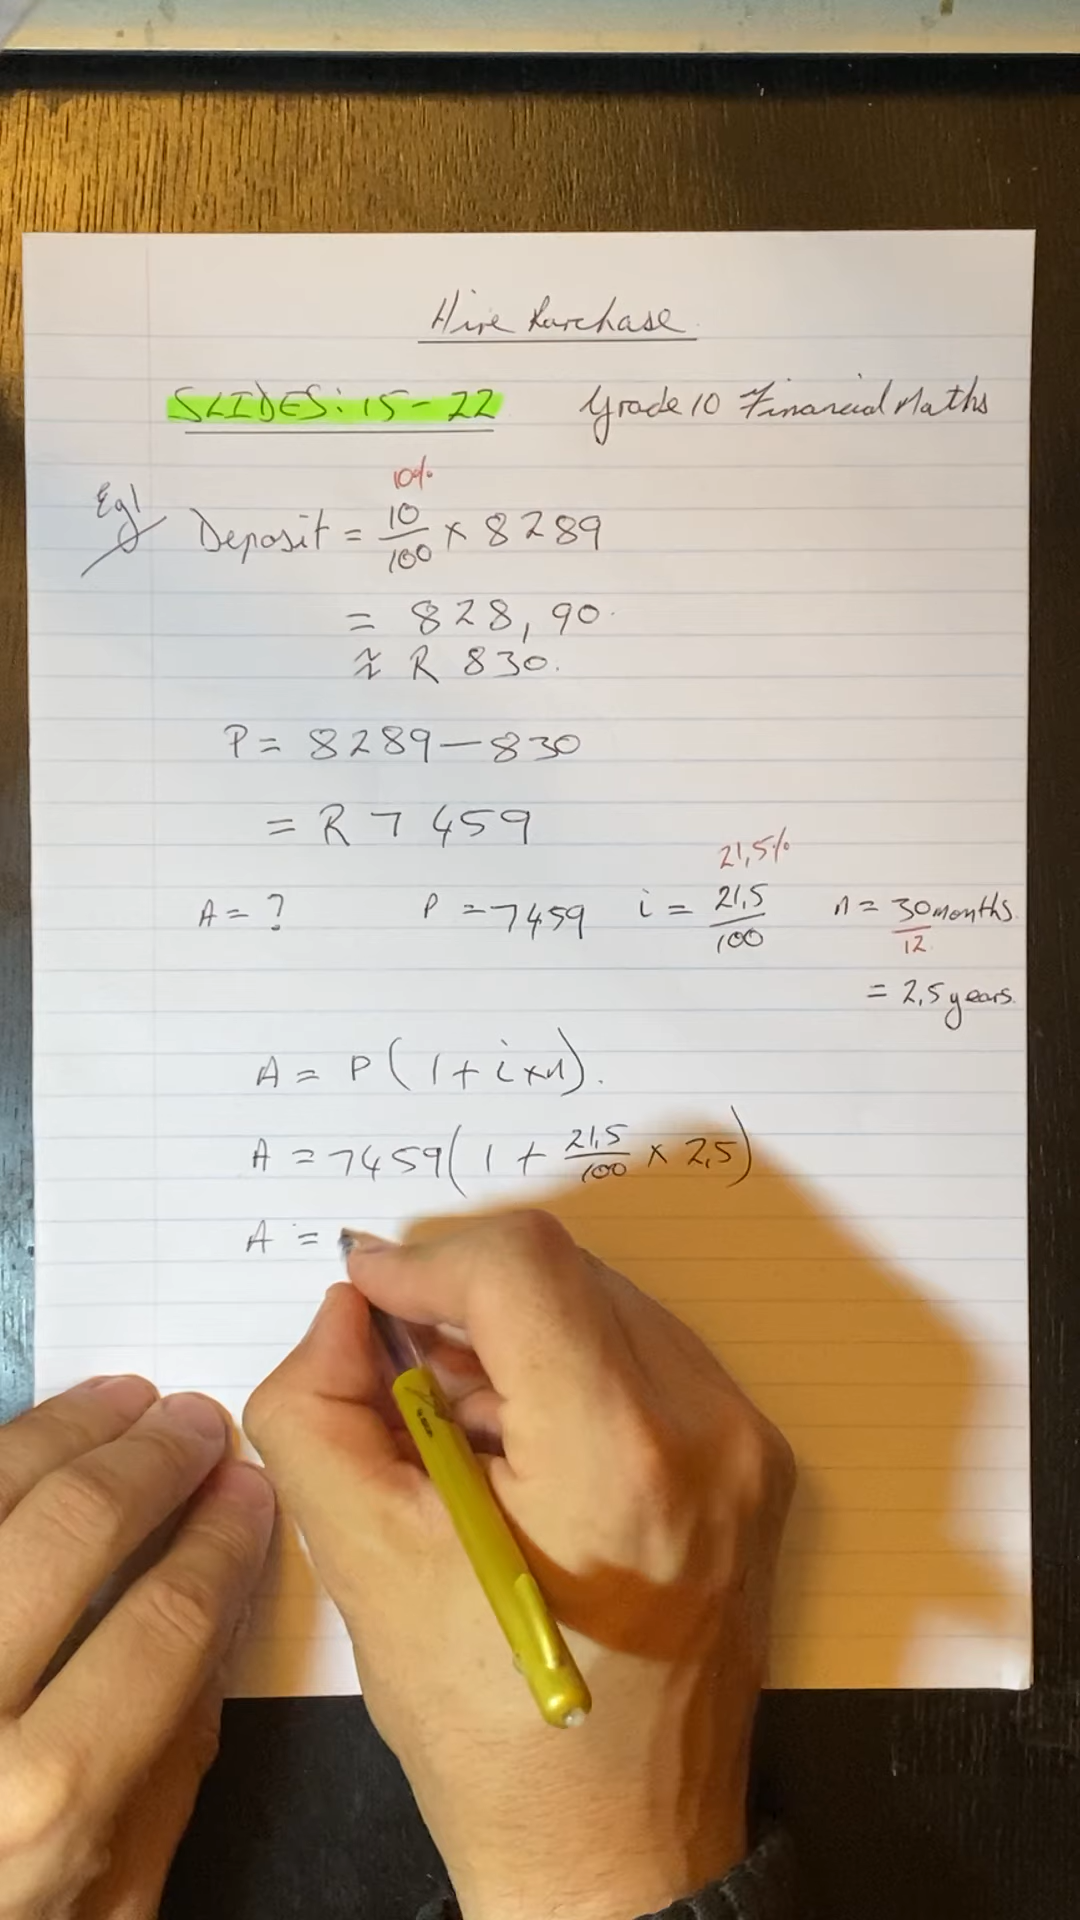 Hire Purchase
SLIDES: 15-22 Grade 10 Financial Maths
10%
Eg1 Deposit = 10/100 × 8289
= 828,90
≈ R 830.
P = 8289 — 830
= R 7 459
21,5%
A = ? P = 7459 i = 21,5/100 n = 30 months/12
= 2,5 years.
A = P(1 + i×n).
A = 7459(1 + 21,5/100 × 2,5)
A =